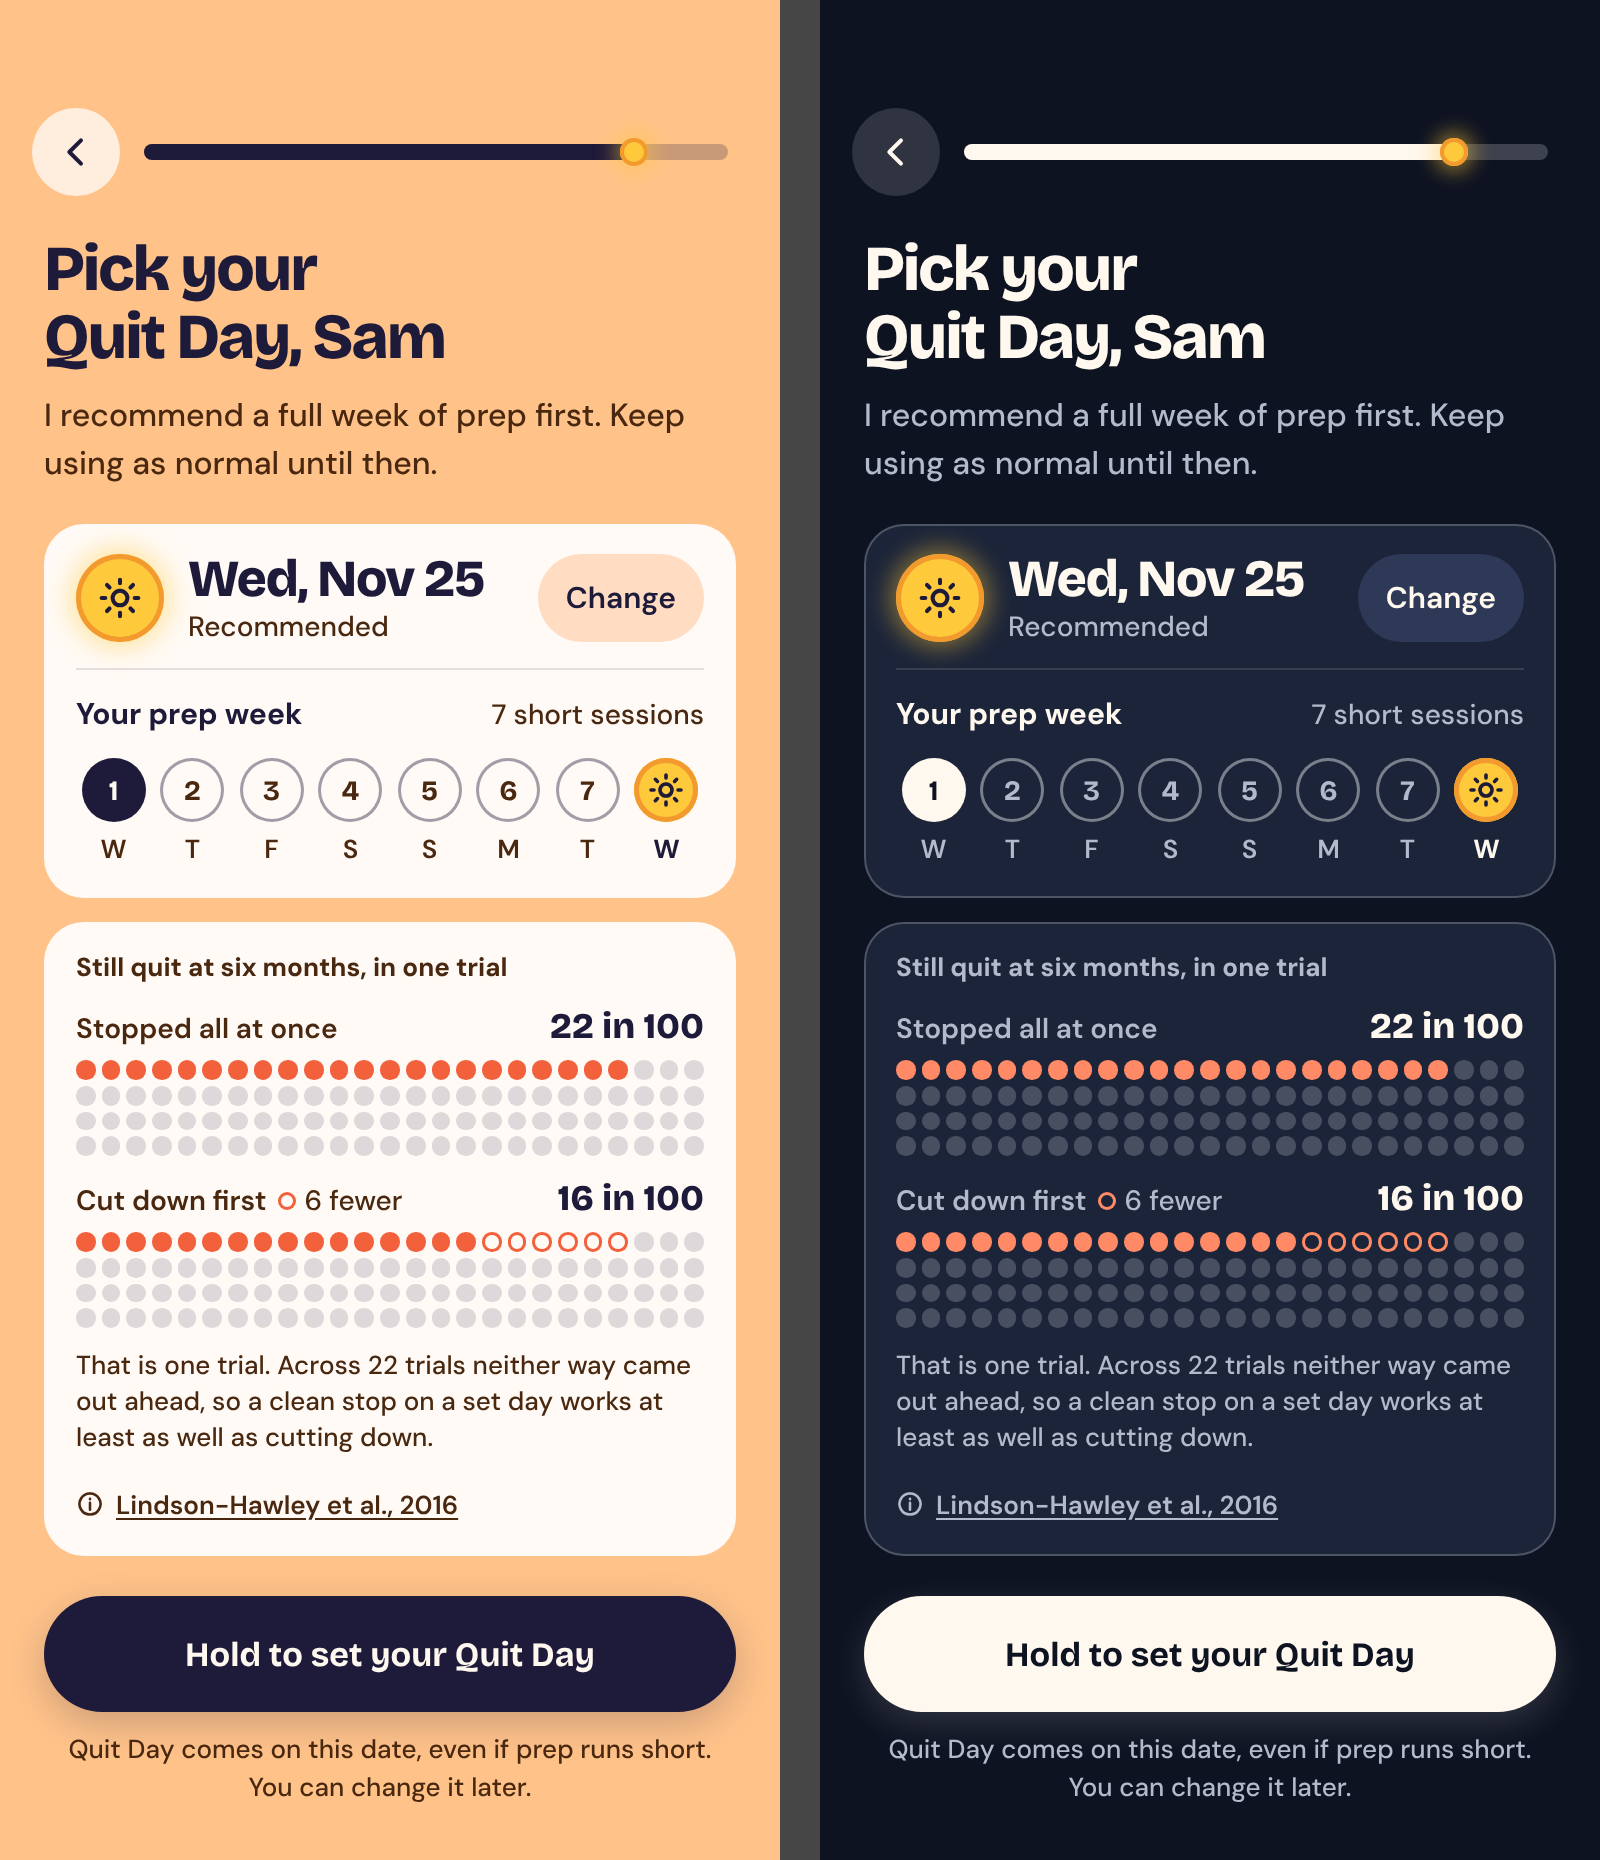 Pick your
Quit Day, Sam
I recommend a full week of prep first. Keep
using as normal until then.
Wed, Nov 25
Recommended
Change
Your prep week
7 short sessions
1 2 3 4 5 6 7
W T F S S M T W
Still quit at six months, in one trial
Stopped all at once
22 in 100
Cut down first 6 fewer
16 in 100
That is one trial. Across 22 trials neither way came
out ahead, so a clean stop on a set day works at
least as well as cutting down.
Lindson-Hawley et al., 2016
Hold to set your Quit Day
Quit Day comes on this date, even if prep runs short.
You can change it later.
Pick your
Quit Day, Sam
I recommend a full week of prep first. Keep
using as normal until then.
Wed, Nov 25
Recommended
Change
Your prep week
7 short sessions
1 2 3 4 5 6 7
W T F S S M T W
Still quit at six months, in one trial
Stopped all at once
22 in 100
Cut down first 6 fewer
16 in 100
That is one trial. Across 22 trials neither way came
out ahead, so a clean stop on a set day works at
least as well as cutting down.
Lindson-Hawley et al., 2016
Hold to set your Quit Day
Quit Day comes on this date, even if prep runs short.
You can change it later.